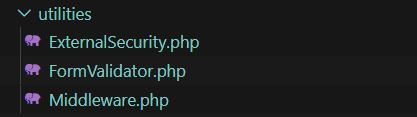 utilities
ExternalSecurity.php
FormValidator.php
Middleware.php